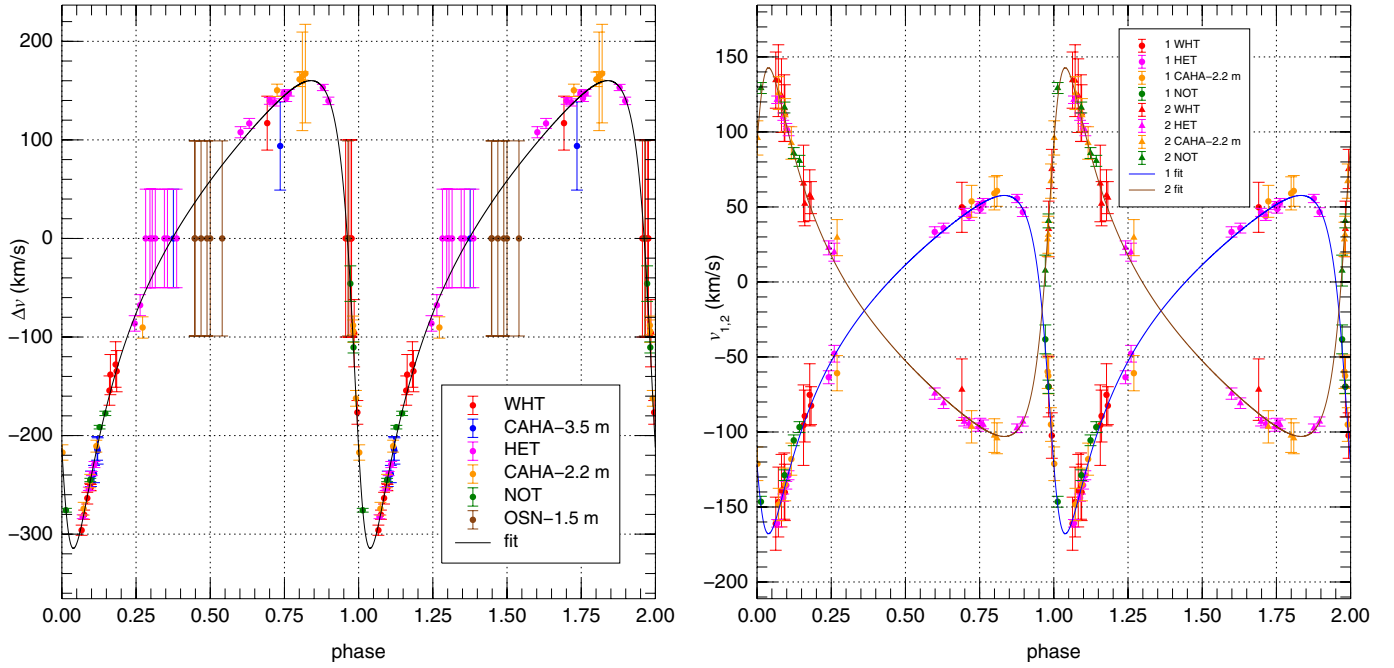 200
100
0
−100
−200
−300
Δν (km/s)
0.00 0.25 0.50 0.75 1.00 1.25 1.50 1.75 2.00
phase
WHT
CAHA−3.5 m
HET
CAHA−2.2 m
NOT
OSN−1.5 m
fit
150
100
50
0
−50
−100
−150
−200
ν1,2 (km/s)
0.00 0.25 0.50 0.75 1.00 1.25 1.50 1.75 2.00
phase
1 WHT
1 HET
1 CAHA−2.2 m
1 NOT
2 WHT
2 HET
2 CAHA−2.2 m
2 NOT
1 fit
2 fit